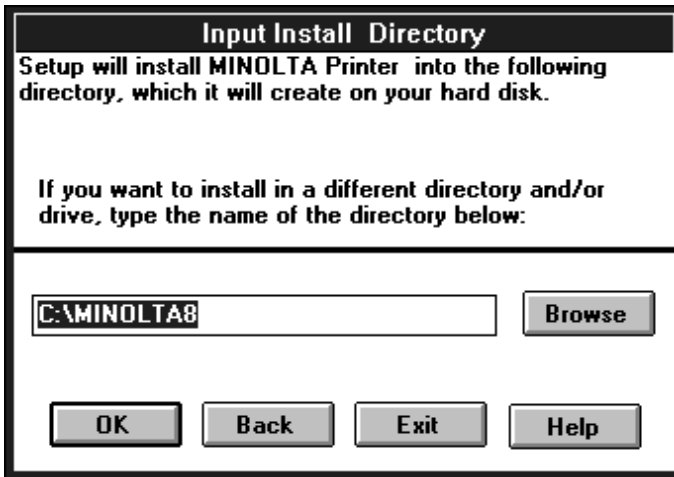 Input Install  Directory
Setup will install MINOLTA Printer  into the following
directory, which it will create on your hard disk.
If you want to install in a different directory and/or
drive, type the name of the directory below:
C:\MINOLTA8
Browse
OK
Back
Exit
Help